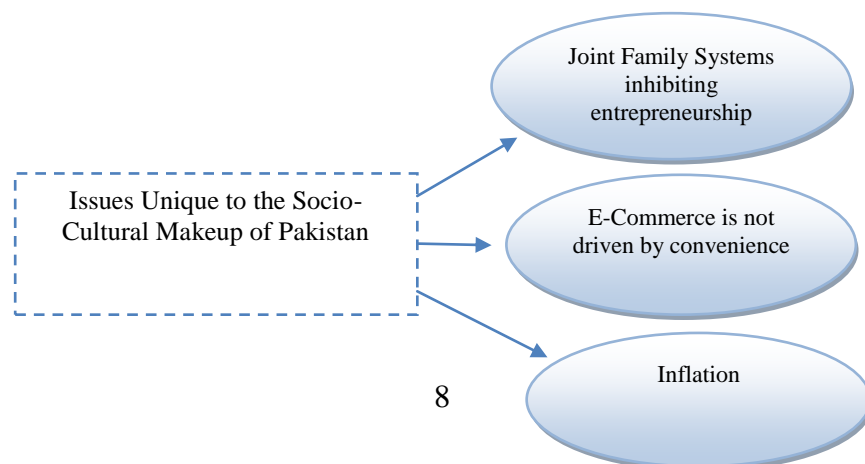 Joint Family Systems
inhibiting
entrepreneurship
Issues Unique to the Socio-
Cultural Makeup of Pakistan
E-Commerce is not
driven by convenience
Inflation
8